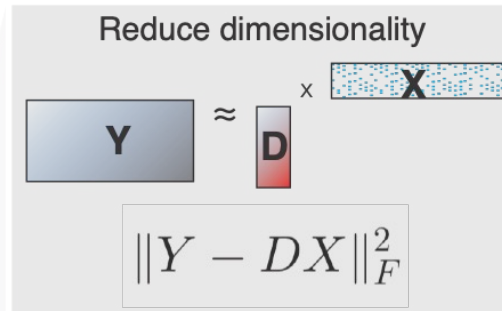 Reduce dimensionality
Y ≈ D x X
‖Y − DX‖²_F